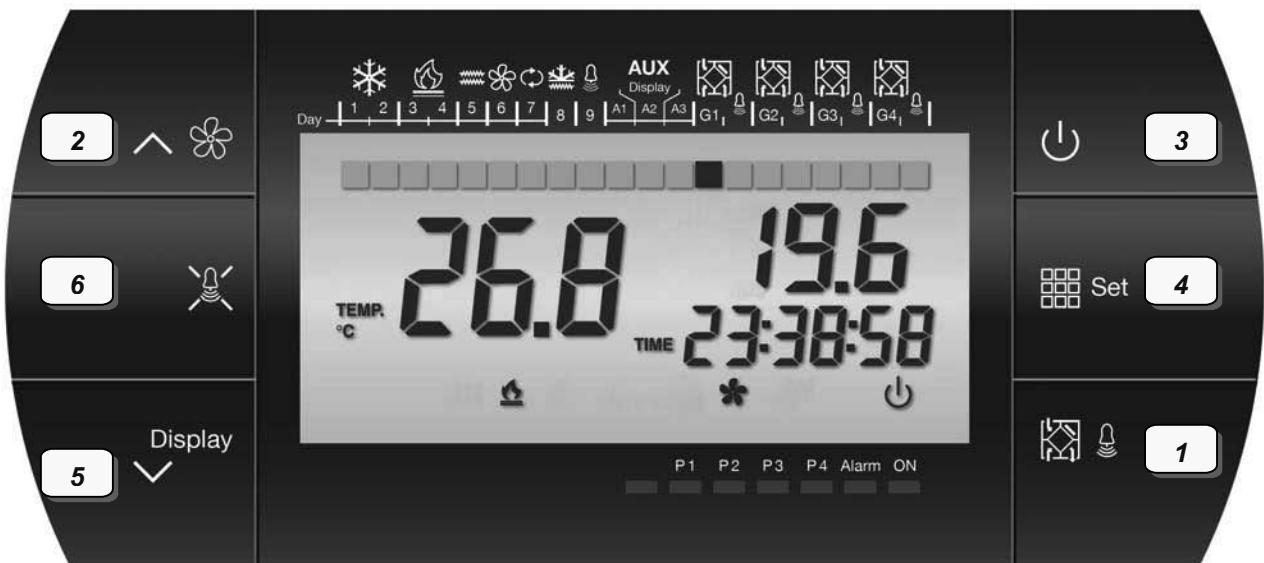 AUX
Display
Day 1 2 3 4 5 6 7 8 9 A1 A2 A3 G1 G2 G3 G4
2
3
26.8
19.6
6
Set
4
TEMP.
°C
TIME 23:38:58
Display
5
1
P1 P2 P3 P4 Alarm ON